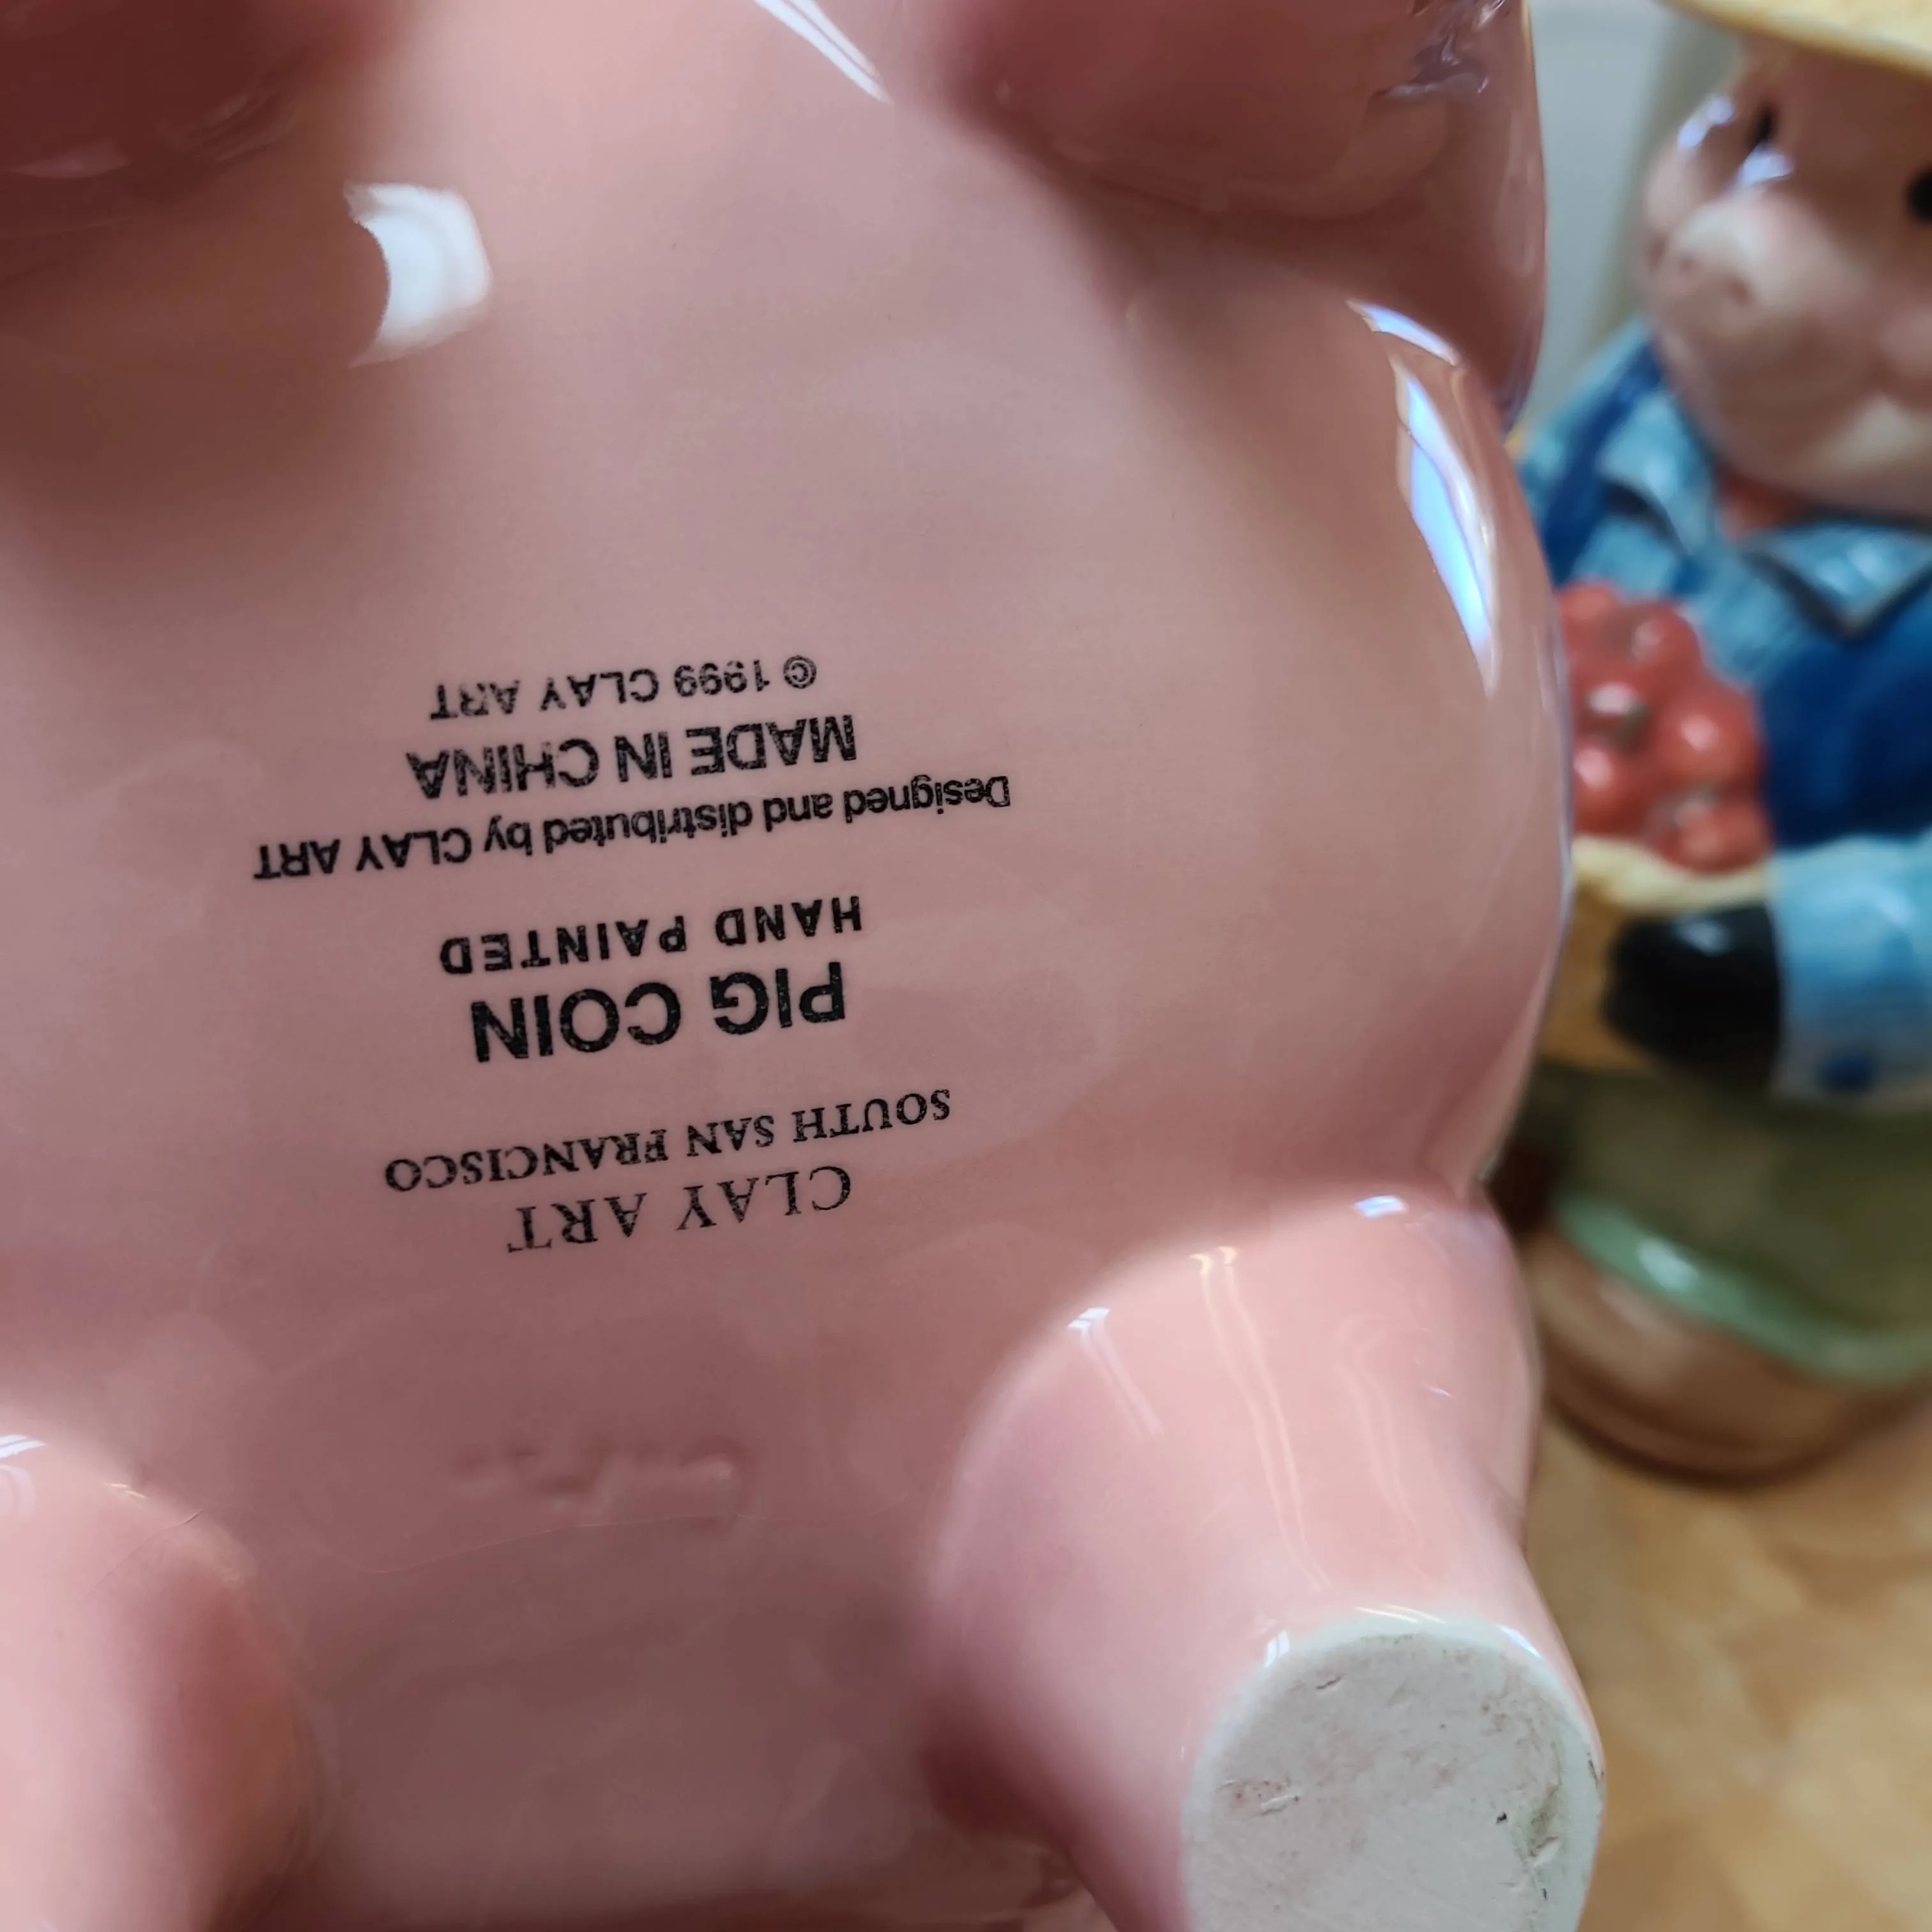 CLAY ART
SOUTH SAN FRANCISCO
PIG COIN
HAND PAINTED
Designed and distributed by CLAY ART
MADE IN CHINA
© 1999 CLAY ART